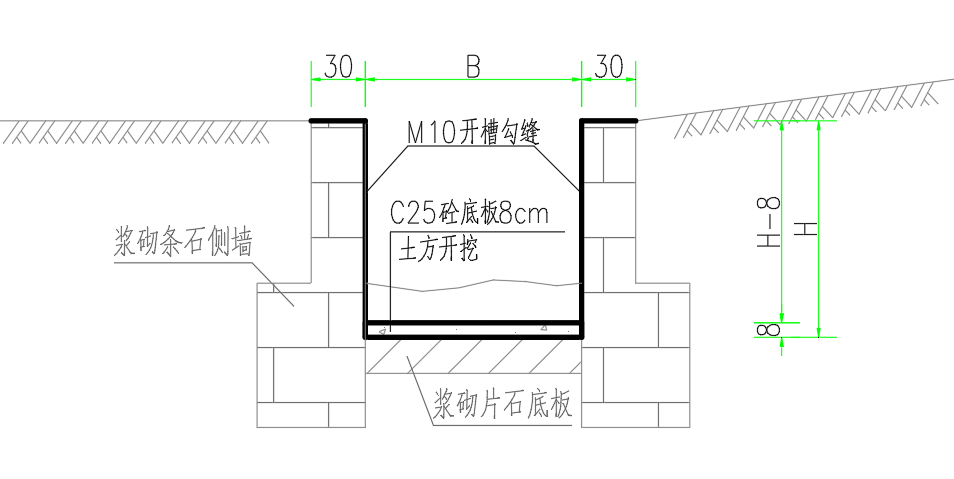 30 B 30
M10开槽勾缝
C25砼底板8cm
土方开挖
浆砌条石侧墙
H-8
H
8
浆砌片石底板